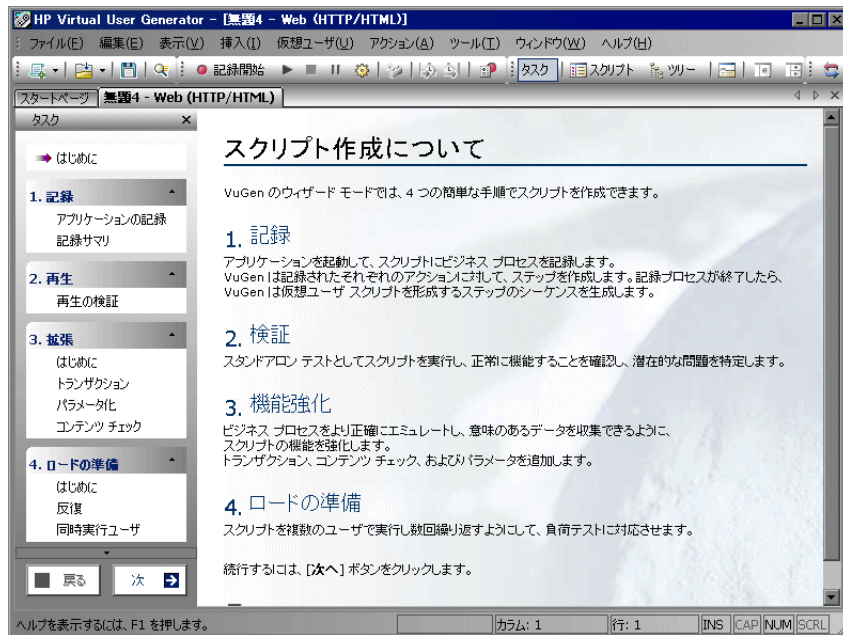 HP Virtual User Generator - [無題4 - Web (HTTP/HTML)]
ファイル(F) 編集(E) 表示(V) 挿入(I) 仮想ユーザ(U) アクション(A) ツール(T) ウィンドウ(W) ヘルプ(H)
記録開始 タスク スクリプト ツリー
スタートページ 無題4 - Web (HTTP/HTML)
タスク
はじめに
1. 記録
アプリケーションの記録
記録サマリ
2. 再生
再生の検証
3. 拡張
はじめに
トランザクション
パラメータ化
コンテンツ チェック
4. ロードの準備
はじめに
反復
同時実行ユーザ
戻る 次
スクリプト作成について
VuGen のウィザード モードでは、4 つの簡単な手順でスクリプトを作成できます。
1. 記録
アプリケーションを起動して、スクリプトにビジネス プロセスを記録します。
VuGen は記録されたそれぞれのアクションに対して、ステップを作成します。記録プロセスが終了したら、
VuGen は仮想ユーザ スクリプトを形成するステップのシーケンスを生成します。
2. 検証
スタンドアロン テストとしてスクリプトを実行し、正常に機能することを確認し、潜在的な問題を特定します。
3. 機能強化
ビジネス プロセスをより正確にエミュレートし、意味のあるデータを収集できるように、
スクリプトの機能を強化します。
トランザクション、コンテンツ チェック、およびパラメータを追加します。
4. ロードの準備
スクリプトを複数のユーザで実行し数回繰り返すようにして、負荷テストに対応させます。
続行するには、[次へ] ボタンをクリックします。
ヘルプを表示するには、F1 を押します。 カラム: 1 行: 1 INS CAP NUM SCRL